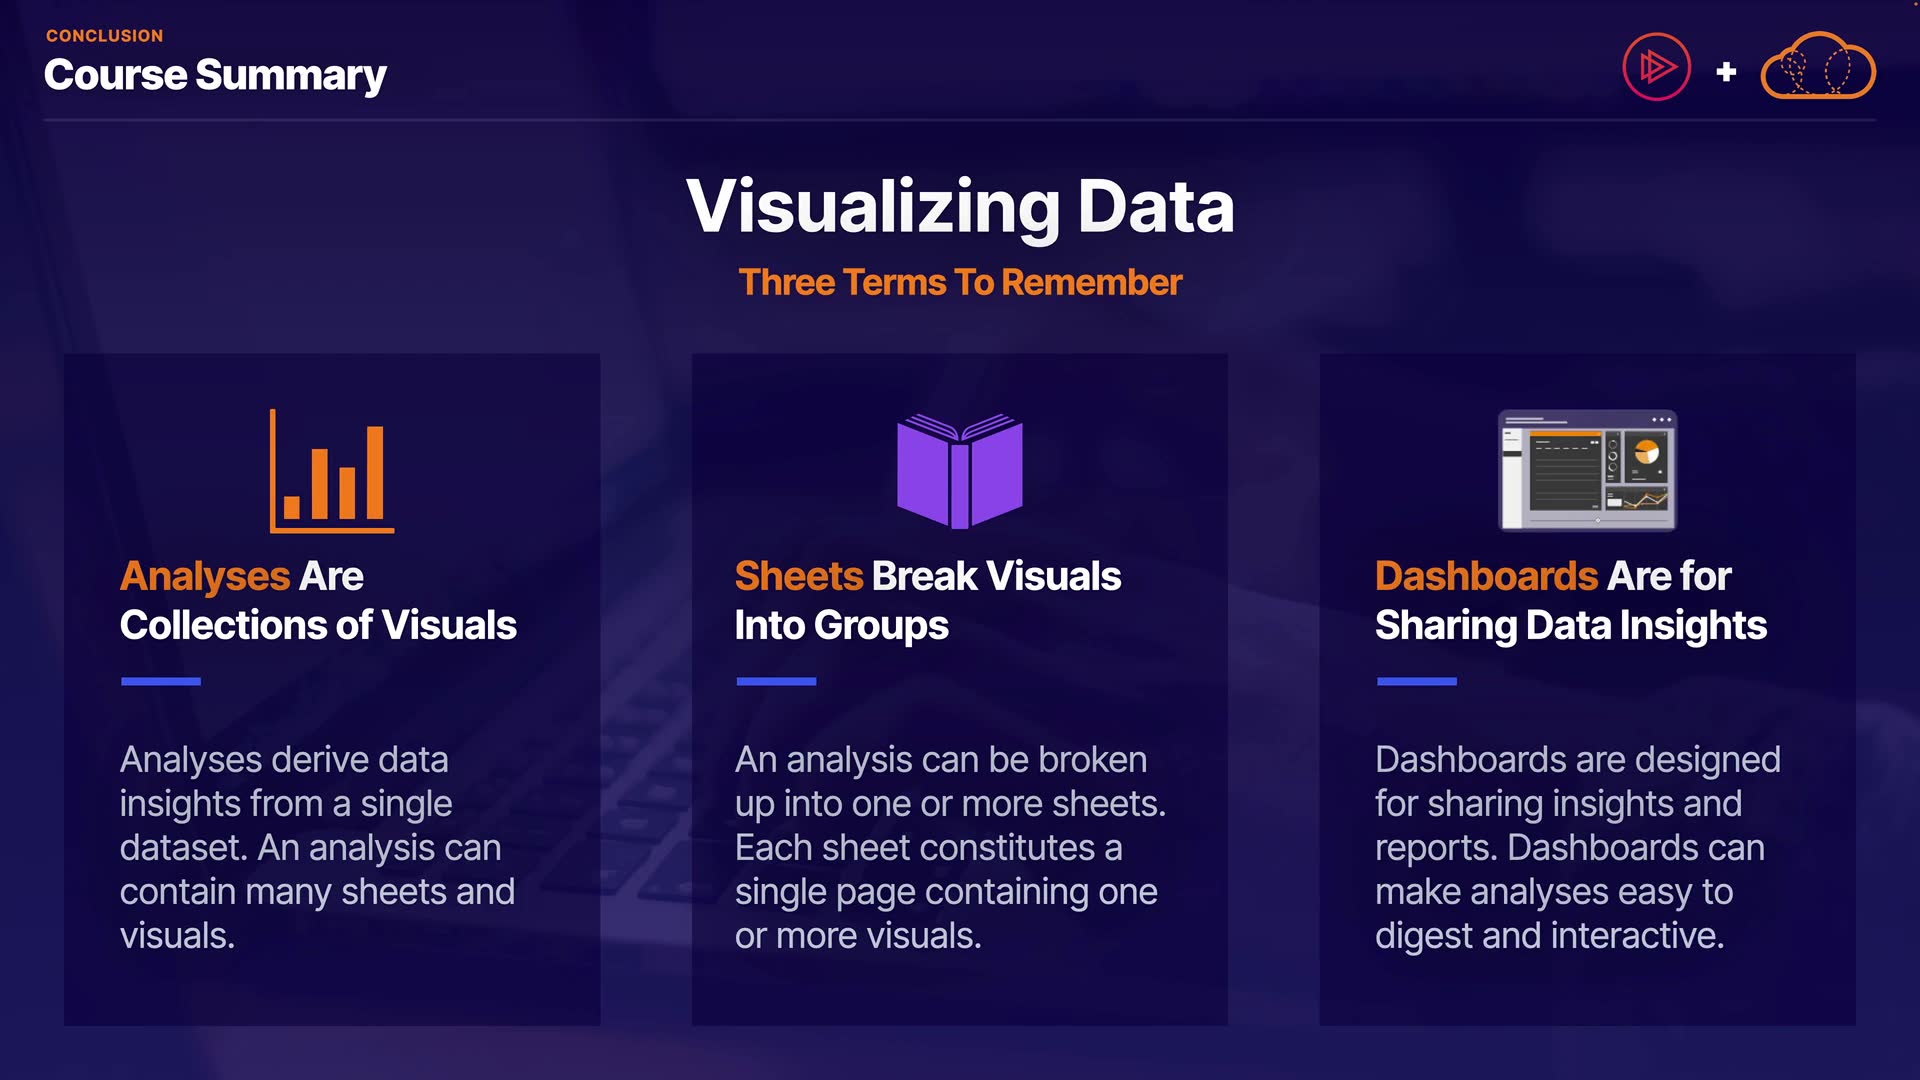 CONCLUSION
Course Summary
Visualizing Data
Three Terms To Remember
Analyses Are
Collections of Visuals
Analyses derive data
insights from a single
dataset. An analysis can
contain many sheets and
visuals.
Sheets Break Visuals
Into Groups
An analysis can be broken
up into one or more sheets.
Each sheet constitutes a
single page containing one
or more visuals.
Dashboards Are for
Sharing Data Insights
Dashboards are designed
for sharing insights and
reports. Dashboards can
make analyses easy to
digest and interactive.